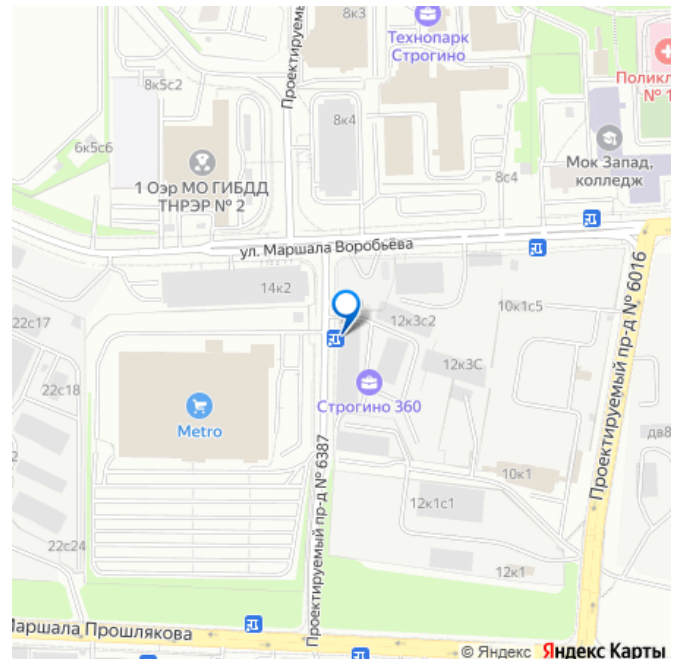 8к3
Технопарк
Строгино
Проектируемый
8к5с2
8к4
Поликл
№ 1
6к5с6
1 Оэр МО ГИБДД
ТНРЭР № 2
8с4
Мок Запад,
колледж
ул. Маршала Воробьёва
14к2
22с17
12к3с2
10к1с5
Проектируемый пр-д № 6016
12к3С
22с18
Строгино 360
Metro
дв8
2
Проектируемый пр-д № 6387
10к1
12к1с1
22с24
12к1
Маршала Прошлякова
© Яндекс Яндекс Карты